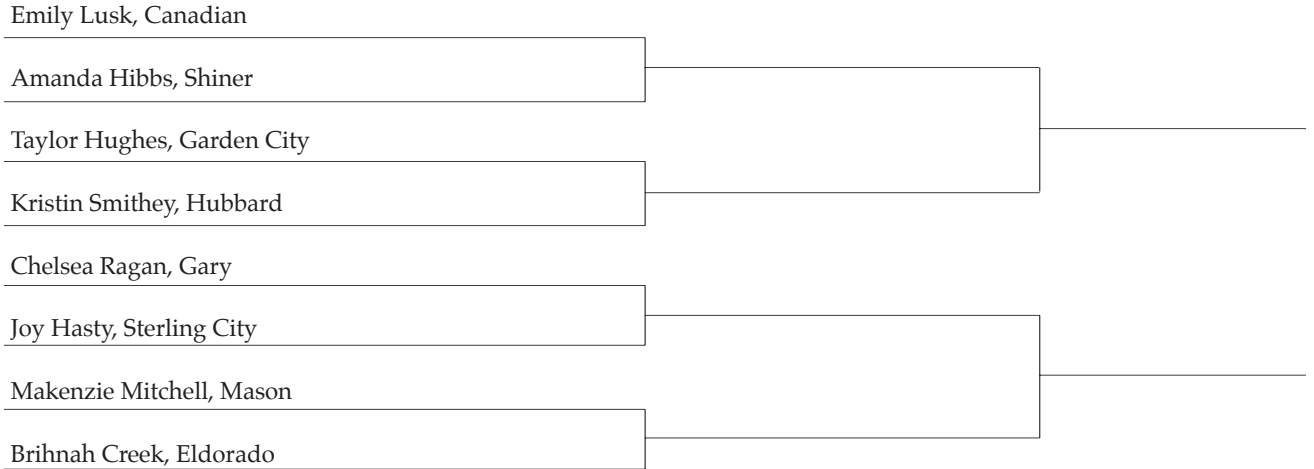 Emily Lusk, Canadian
Amanda Hibbs, Shiner
Taylor Hughes, Garden City
Kristin Smithey, Hubbard
Chelsea Ragan, Gary
Joy Hasty, Sterling City
Makenzie Mitchell, Mason
Brihnah Creek, Eldorado